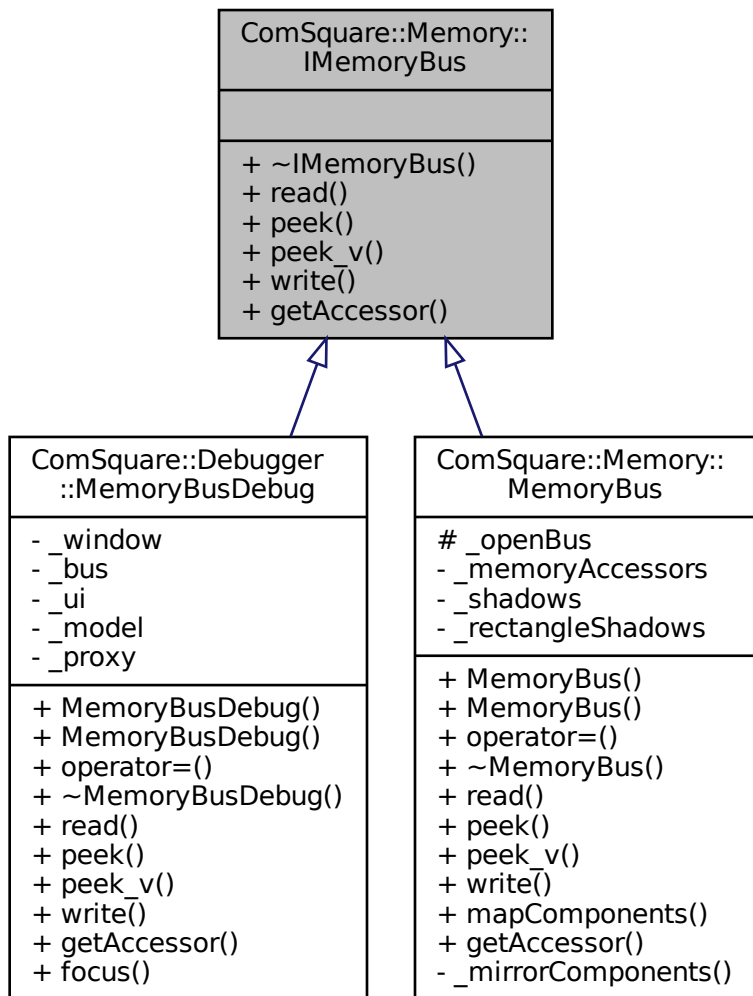 ComSquare::Memory::
IMemoryBus
+ ~IMemoryBus()
+ read()
+ peek()
+ peek_v()
+ write()
+ getAccessor()
ComSquare::Debugger
::MemoryBusDebug
- _window
- _bus
- _ui
- _model
- _proxy
+ MemoryBusDebug()
+ MemoryBusDebug()
+ operator=()
+ ~MemoryBusDebug()
+ read()
+ peek()
+ peek_v()
+ write()
+ getAccessor()
+ focus()
ComSquare::Memory::
MemoryBus
# _openBus
- _memoryAccessors
- _shadows
- _rectangleShadows
+ MemoryBus()
+ MemoryBus()
+ operator=()
+ ~MemoryBus()
+ read()
+ peek()
+ peek_v()
+ write()
+ mapComponents()
+ getAccessor()
- _mirrorComponents()